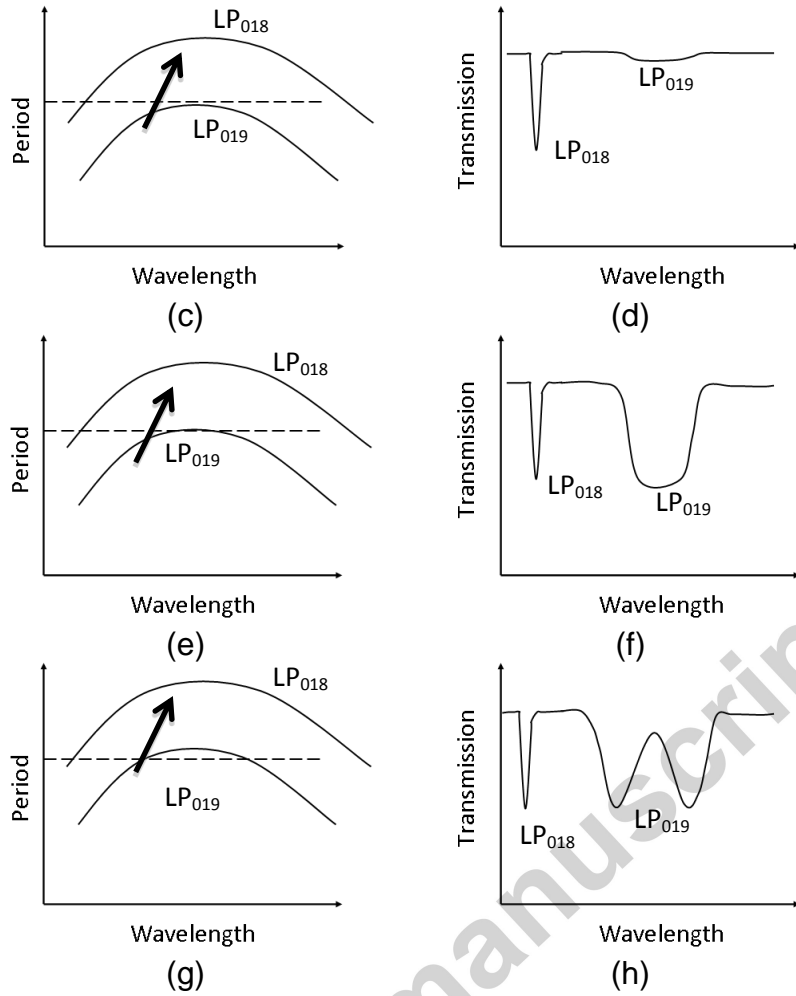 LP018
LP019
Period
Wavelength
(c)
Transmission
LP019
LP018
Wavelength
(d)
LP018
LP019
Period
Wavelength
(e)
Transmission
LP018
LP019
Wavelength
(f)
LP018
LP019
Period
Wavelength
(g)
Transmission
LP018
LP019
Wavelength
(h)